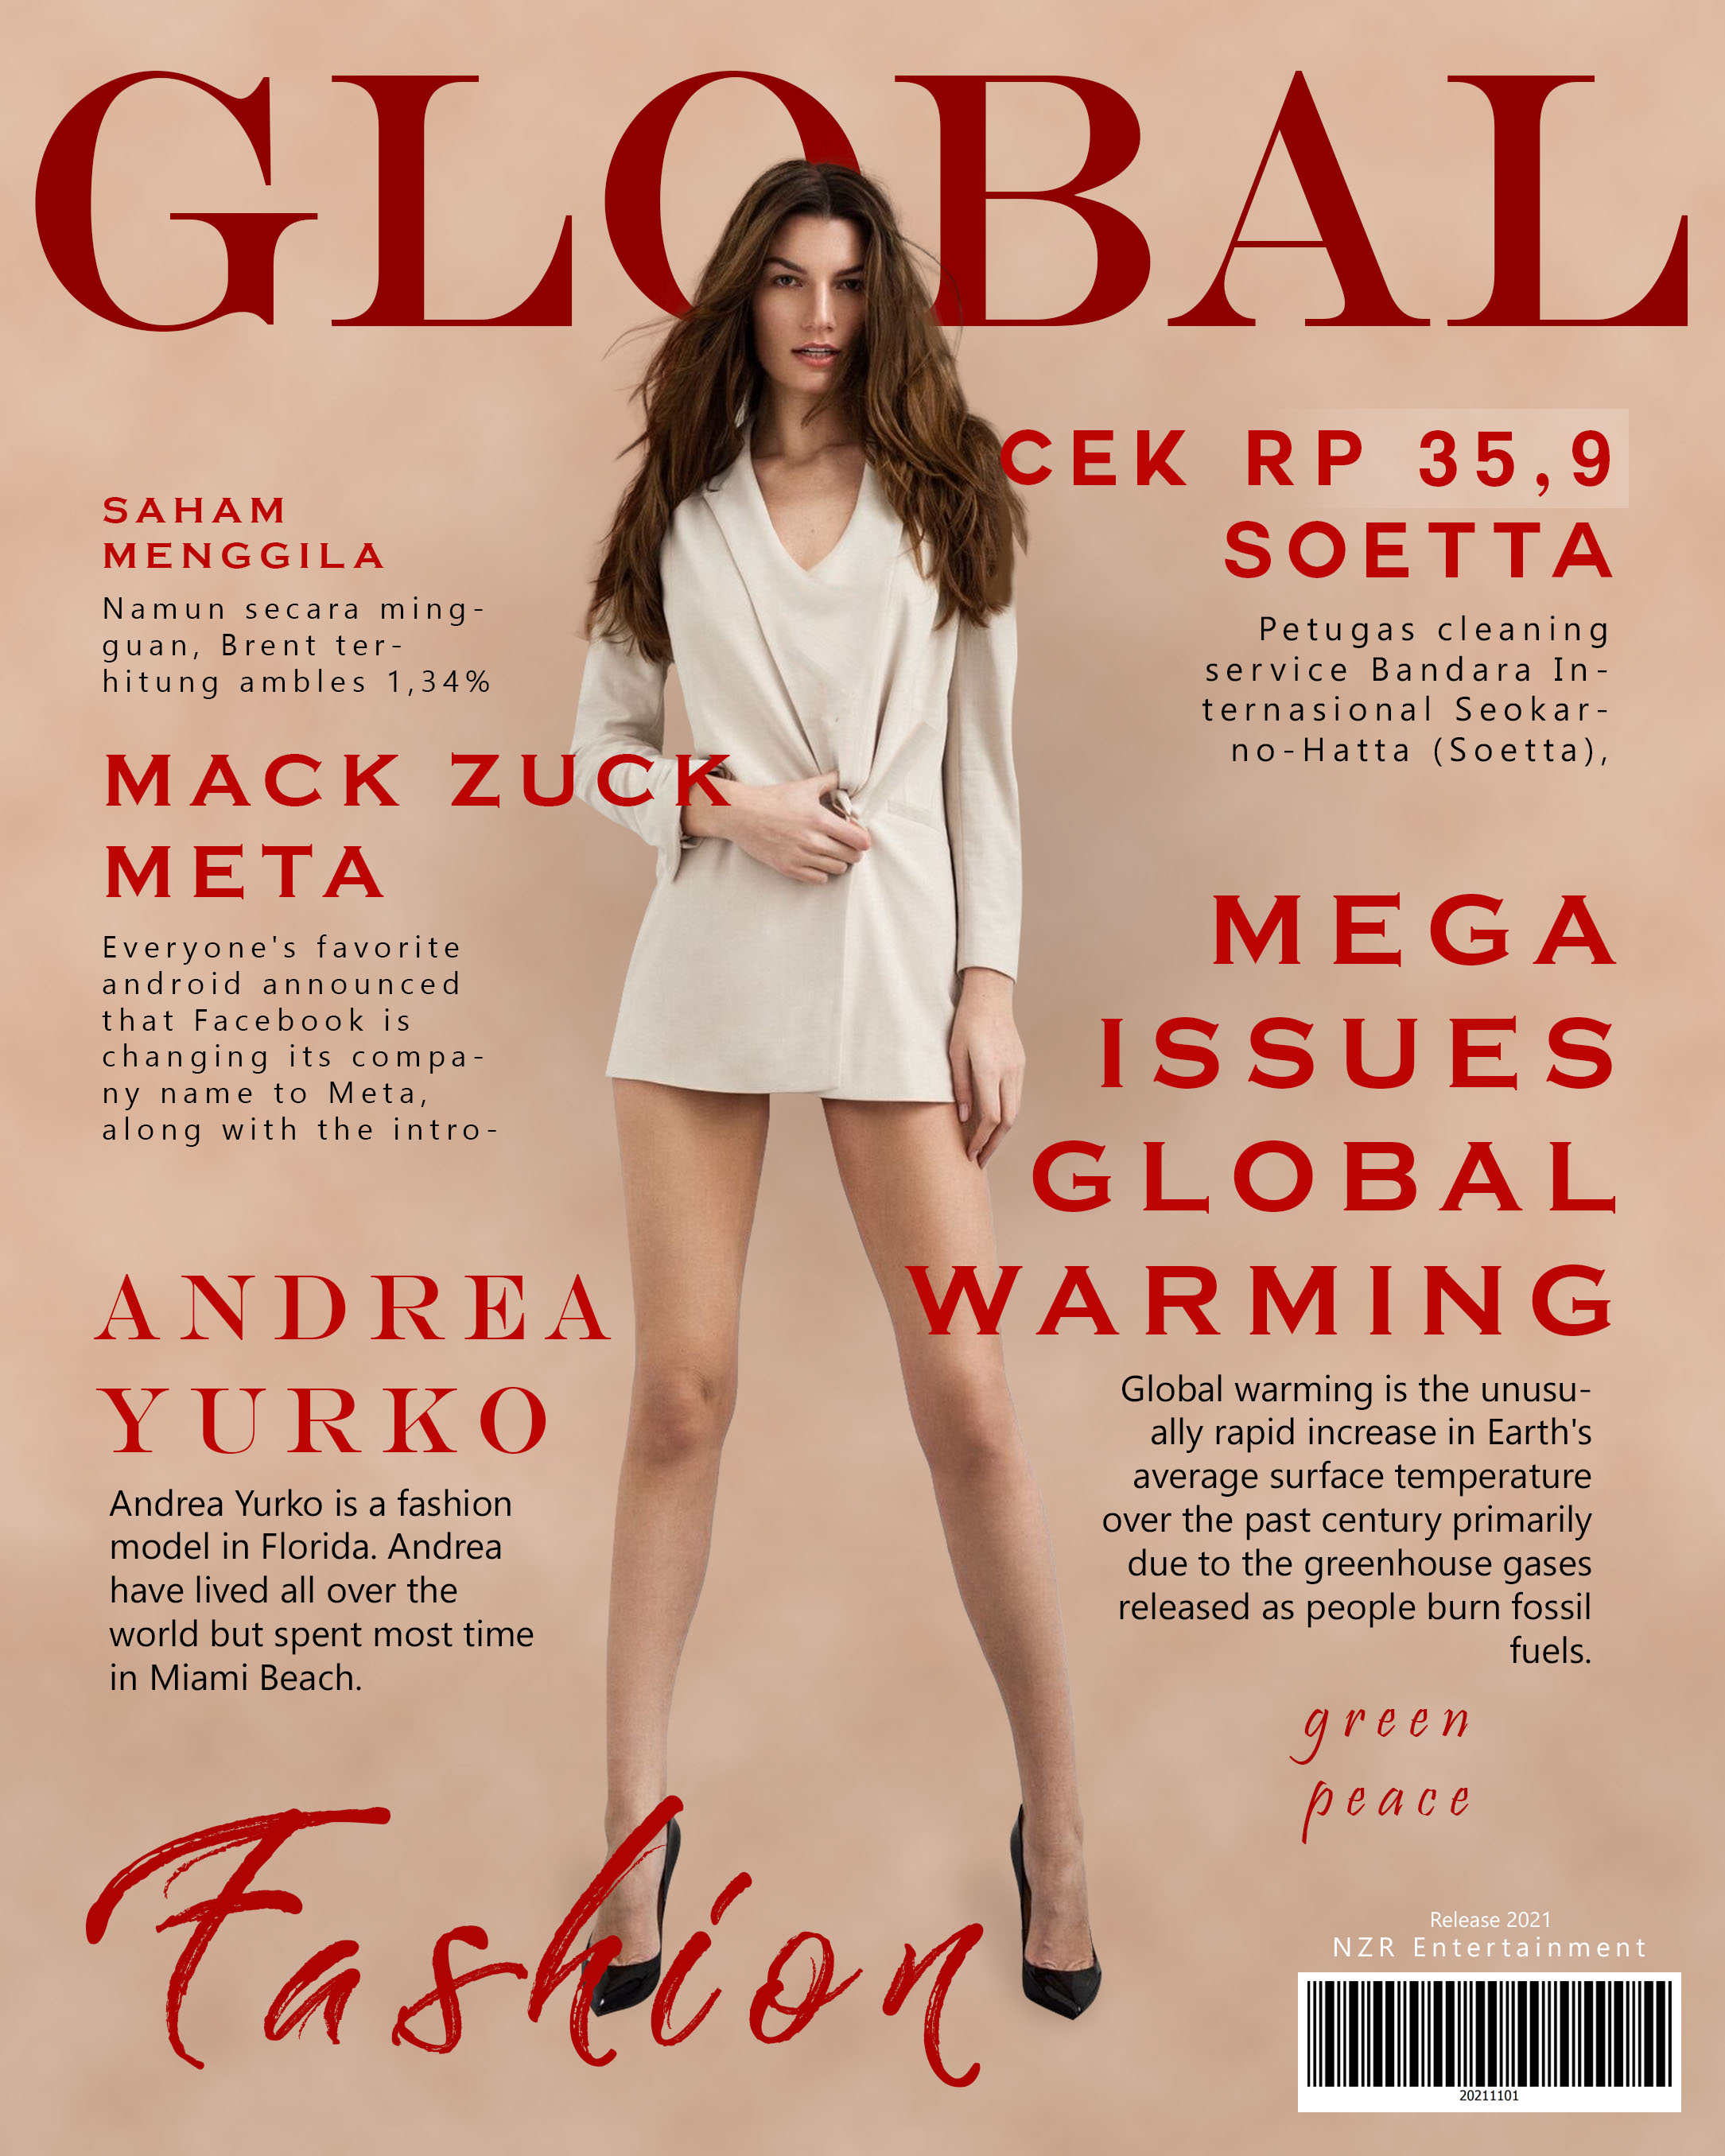 GLOBAL
SAHAM
MENGGILA
Namun secara ming-
guan, Brent ter-
hitung ambles 1,34%
MACK ZUCK
META
Everyone's favorite
android announced
that Facebook is
changing its compa-
ny name to Meta,
along with the intro-
ANDREA
YURKO
Andrea Yurko is a fashion
model in Florida. Andrea
have lived all over the
world but spent most time
in Miami Beach.
Fashion
CEK RP 35,9
SOETTA
Petugas cleaning
service Bandara In-
ternasional Seokar-
no-Hatta (Soetta),
MEGA
ISSUES
GLOBAL
WARMING
Global warming is the unusu-
ally rapid increase in Earth's
average surface temperature
over the past century primarily
due to the greenhouse gases
released as people burn fossil
fuels.
green
peace
Release 2021
NZR Entertainment
20211101